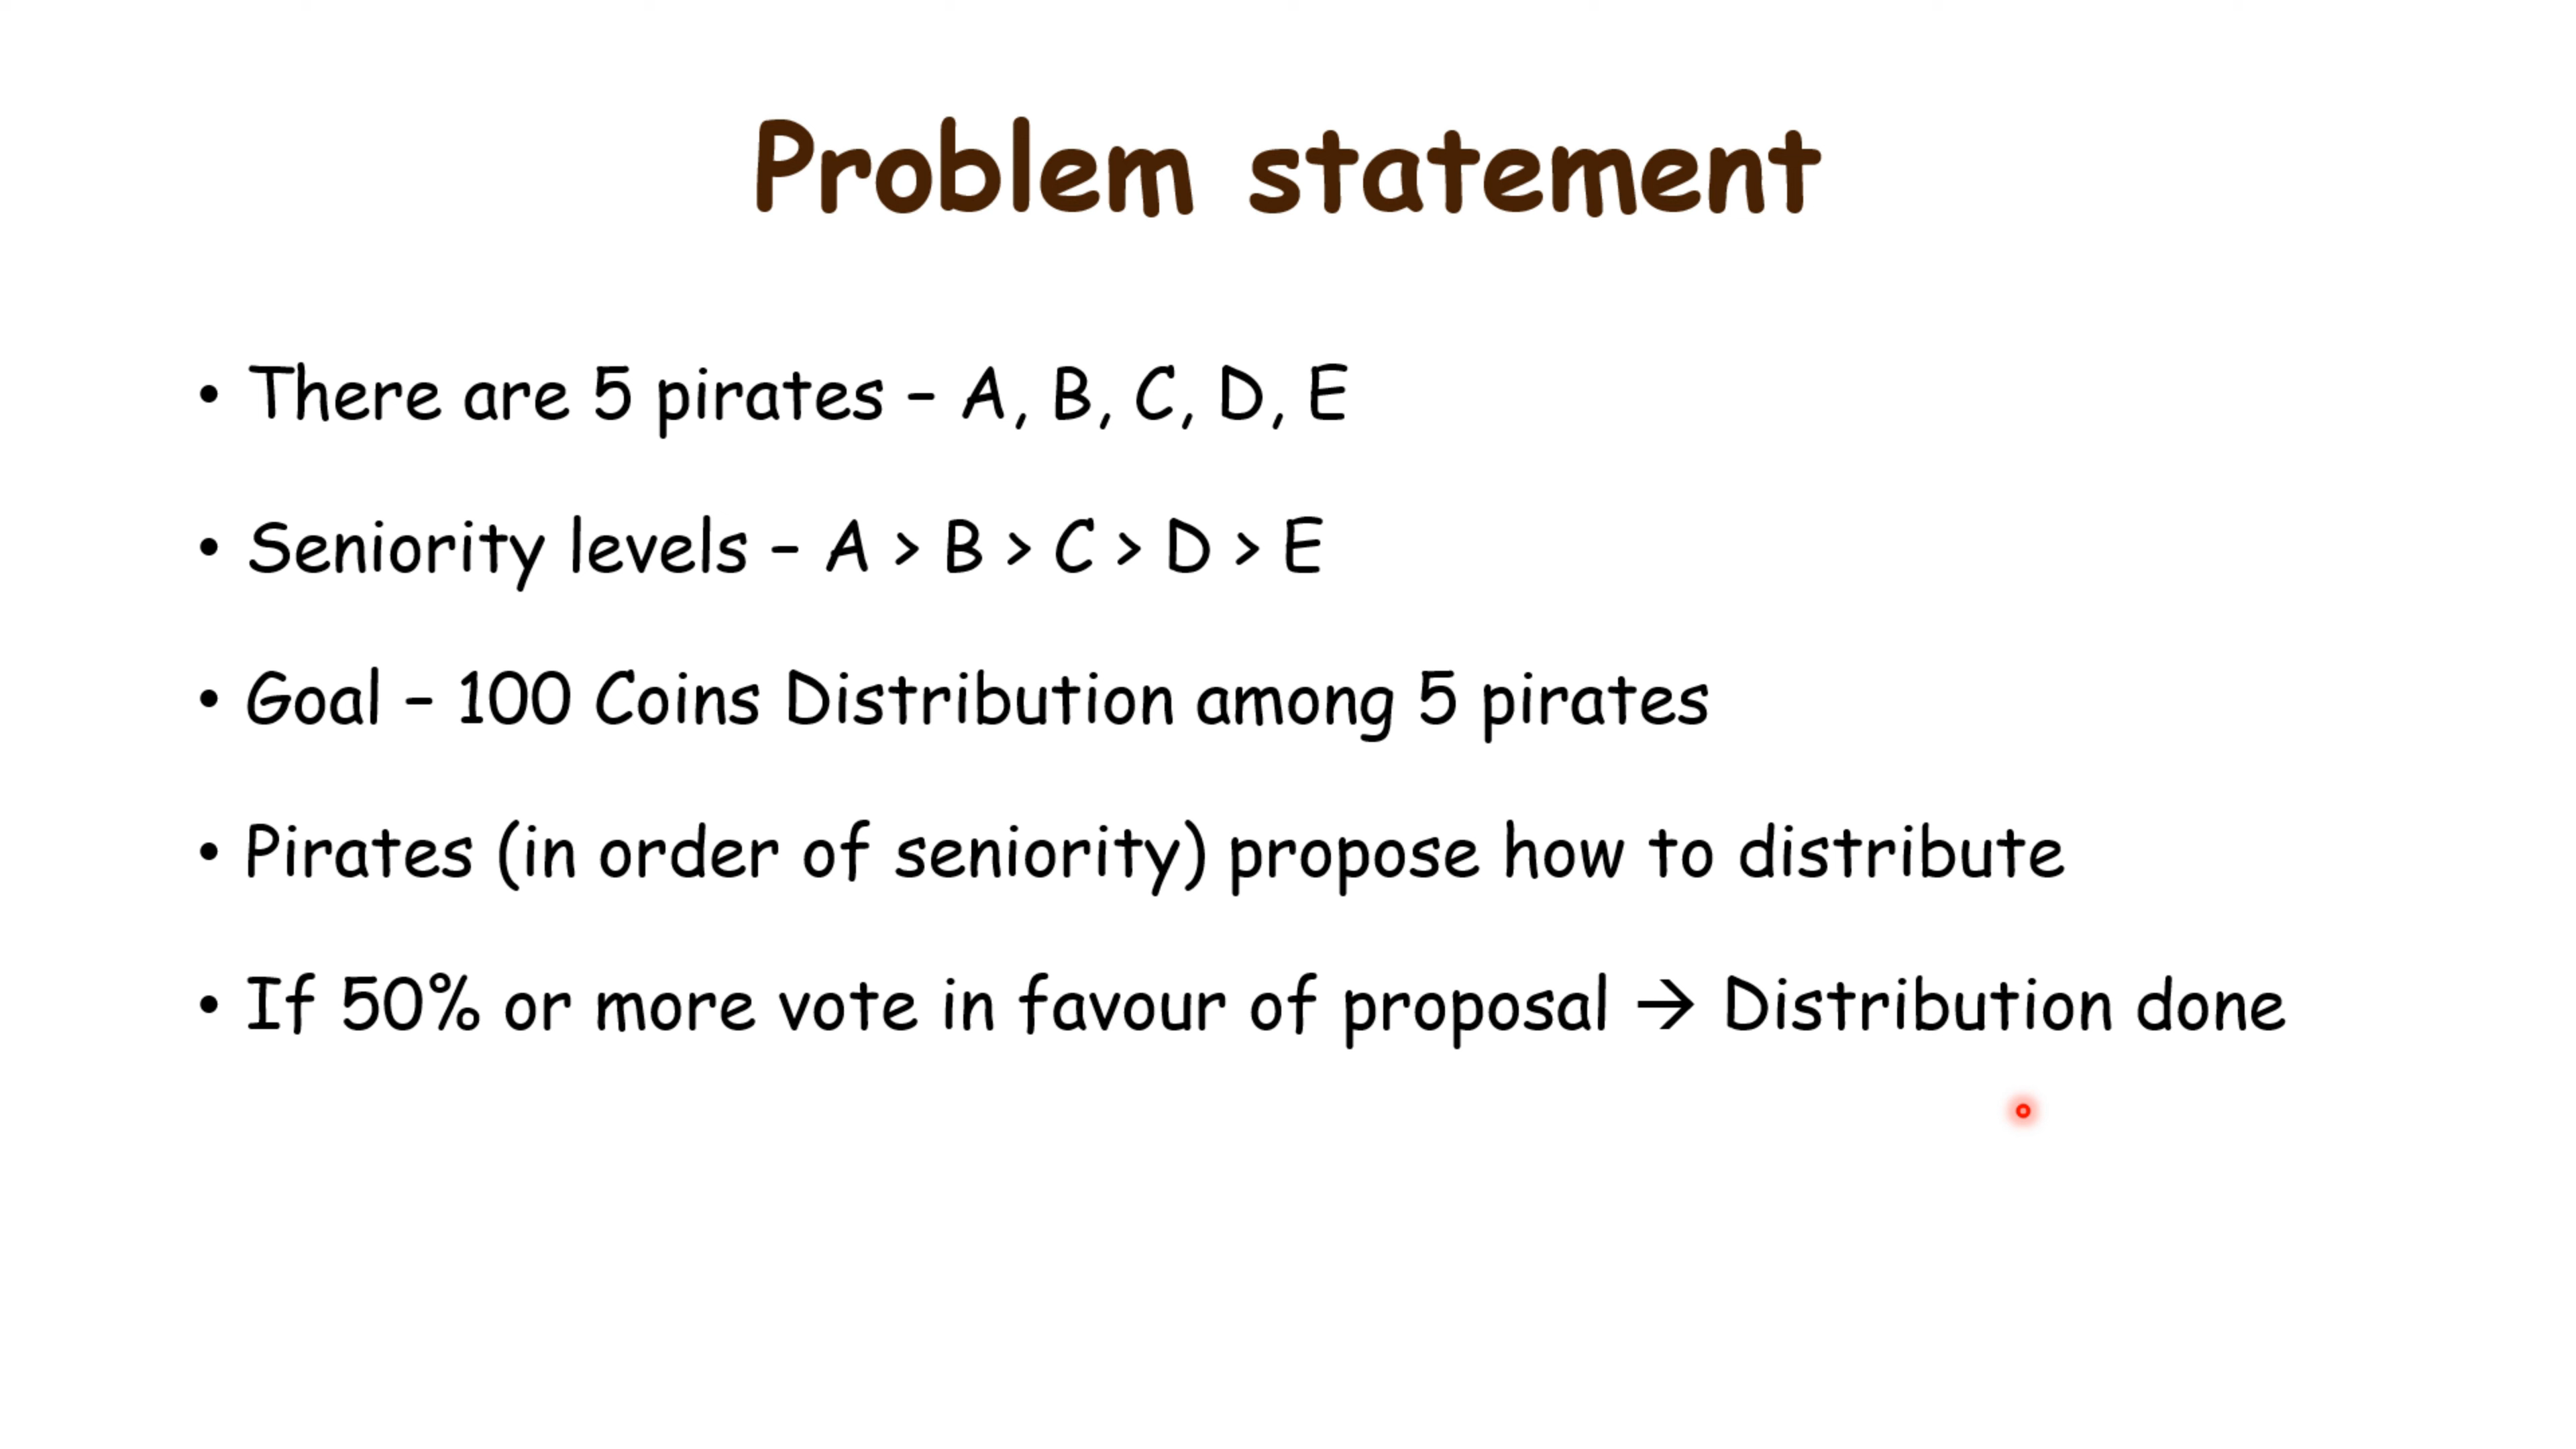 Problem statement
• There are 5 pirates – A, B, C, D, E
• Seniority levels – A > B > C > D > E
• Goal – 100 Coins Distribution among 5 pirates
• Pirates (in order of seniority) propose how to distribute
• If 50% or more vote in favour of proposal → Distribution done